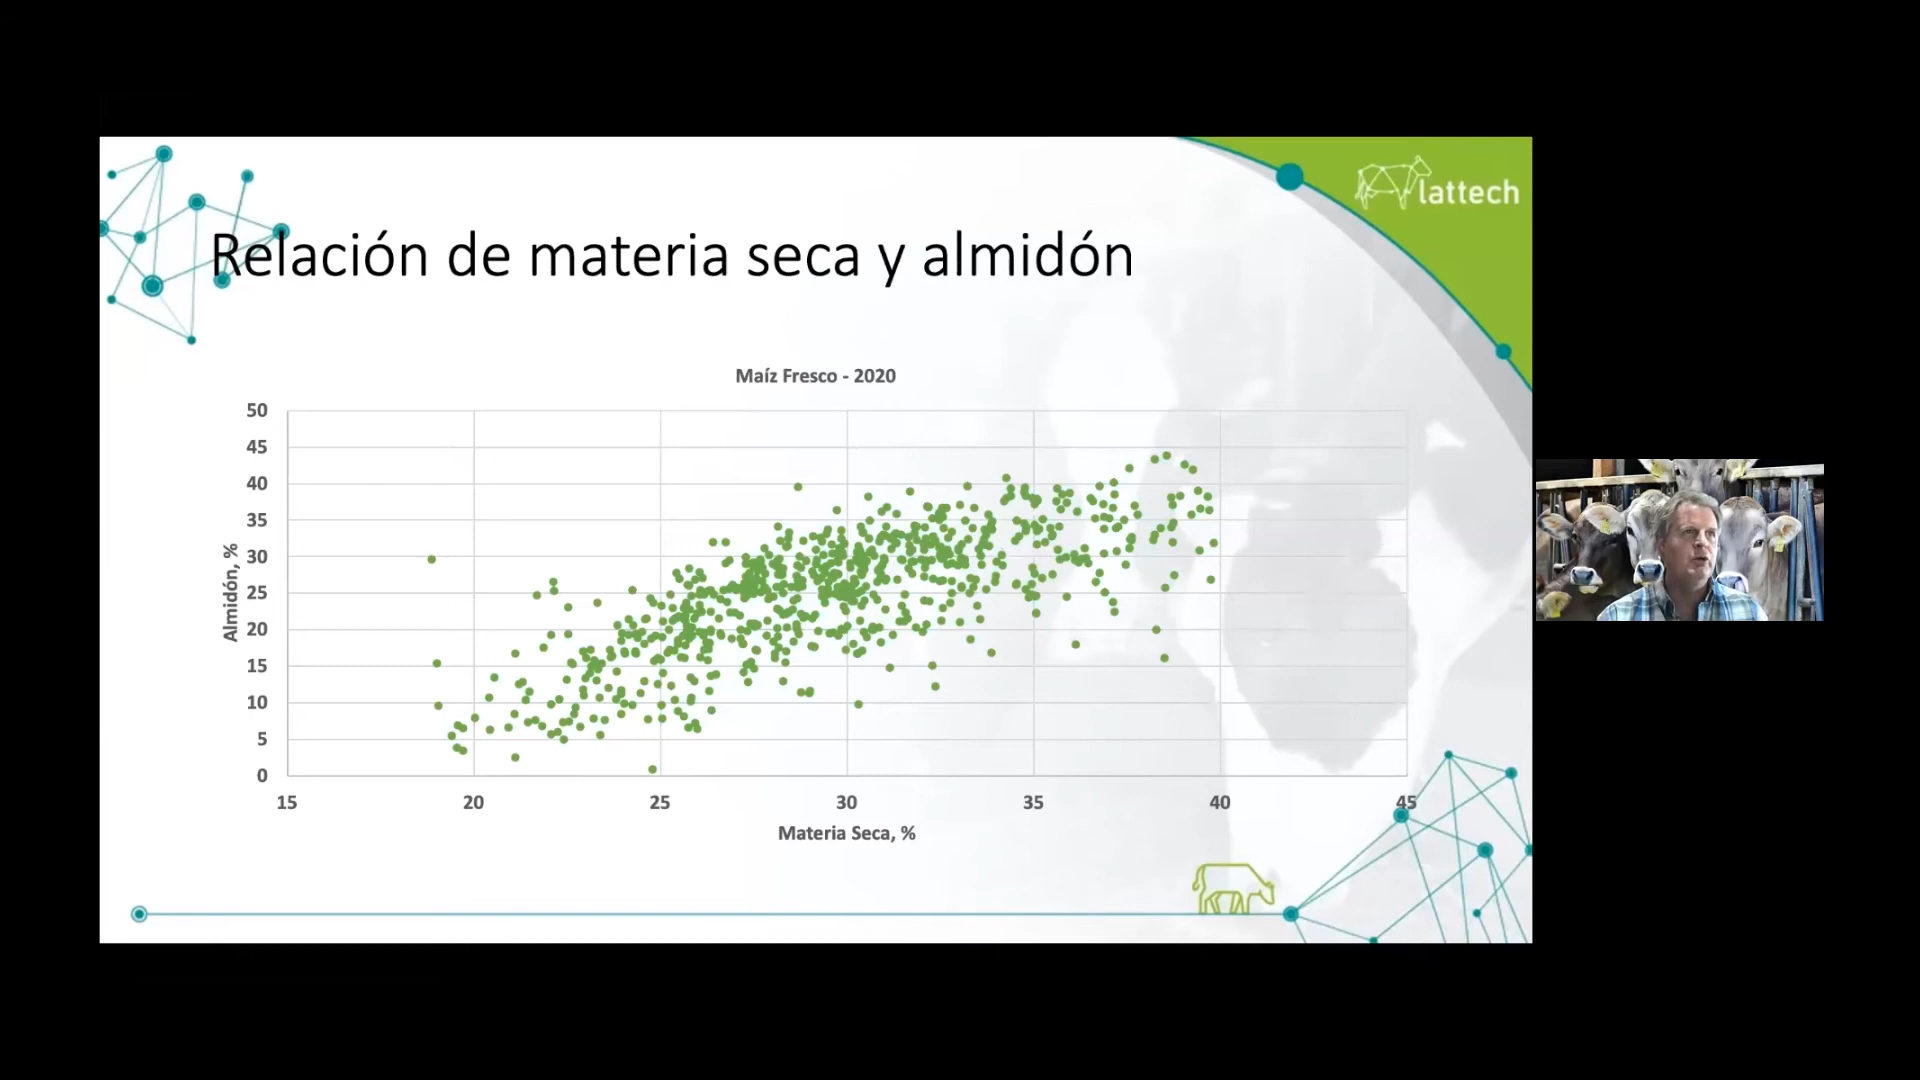 lattech
Relación de materia seca y almidón
Maíz Fresco - 2020
50
45
40
35
30
25
20
15
10
5
0
Almidón, %
15 20 25 30 35 40 45
Materia Seca, %